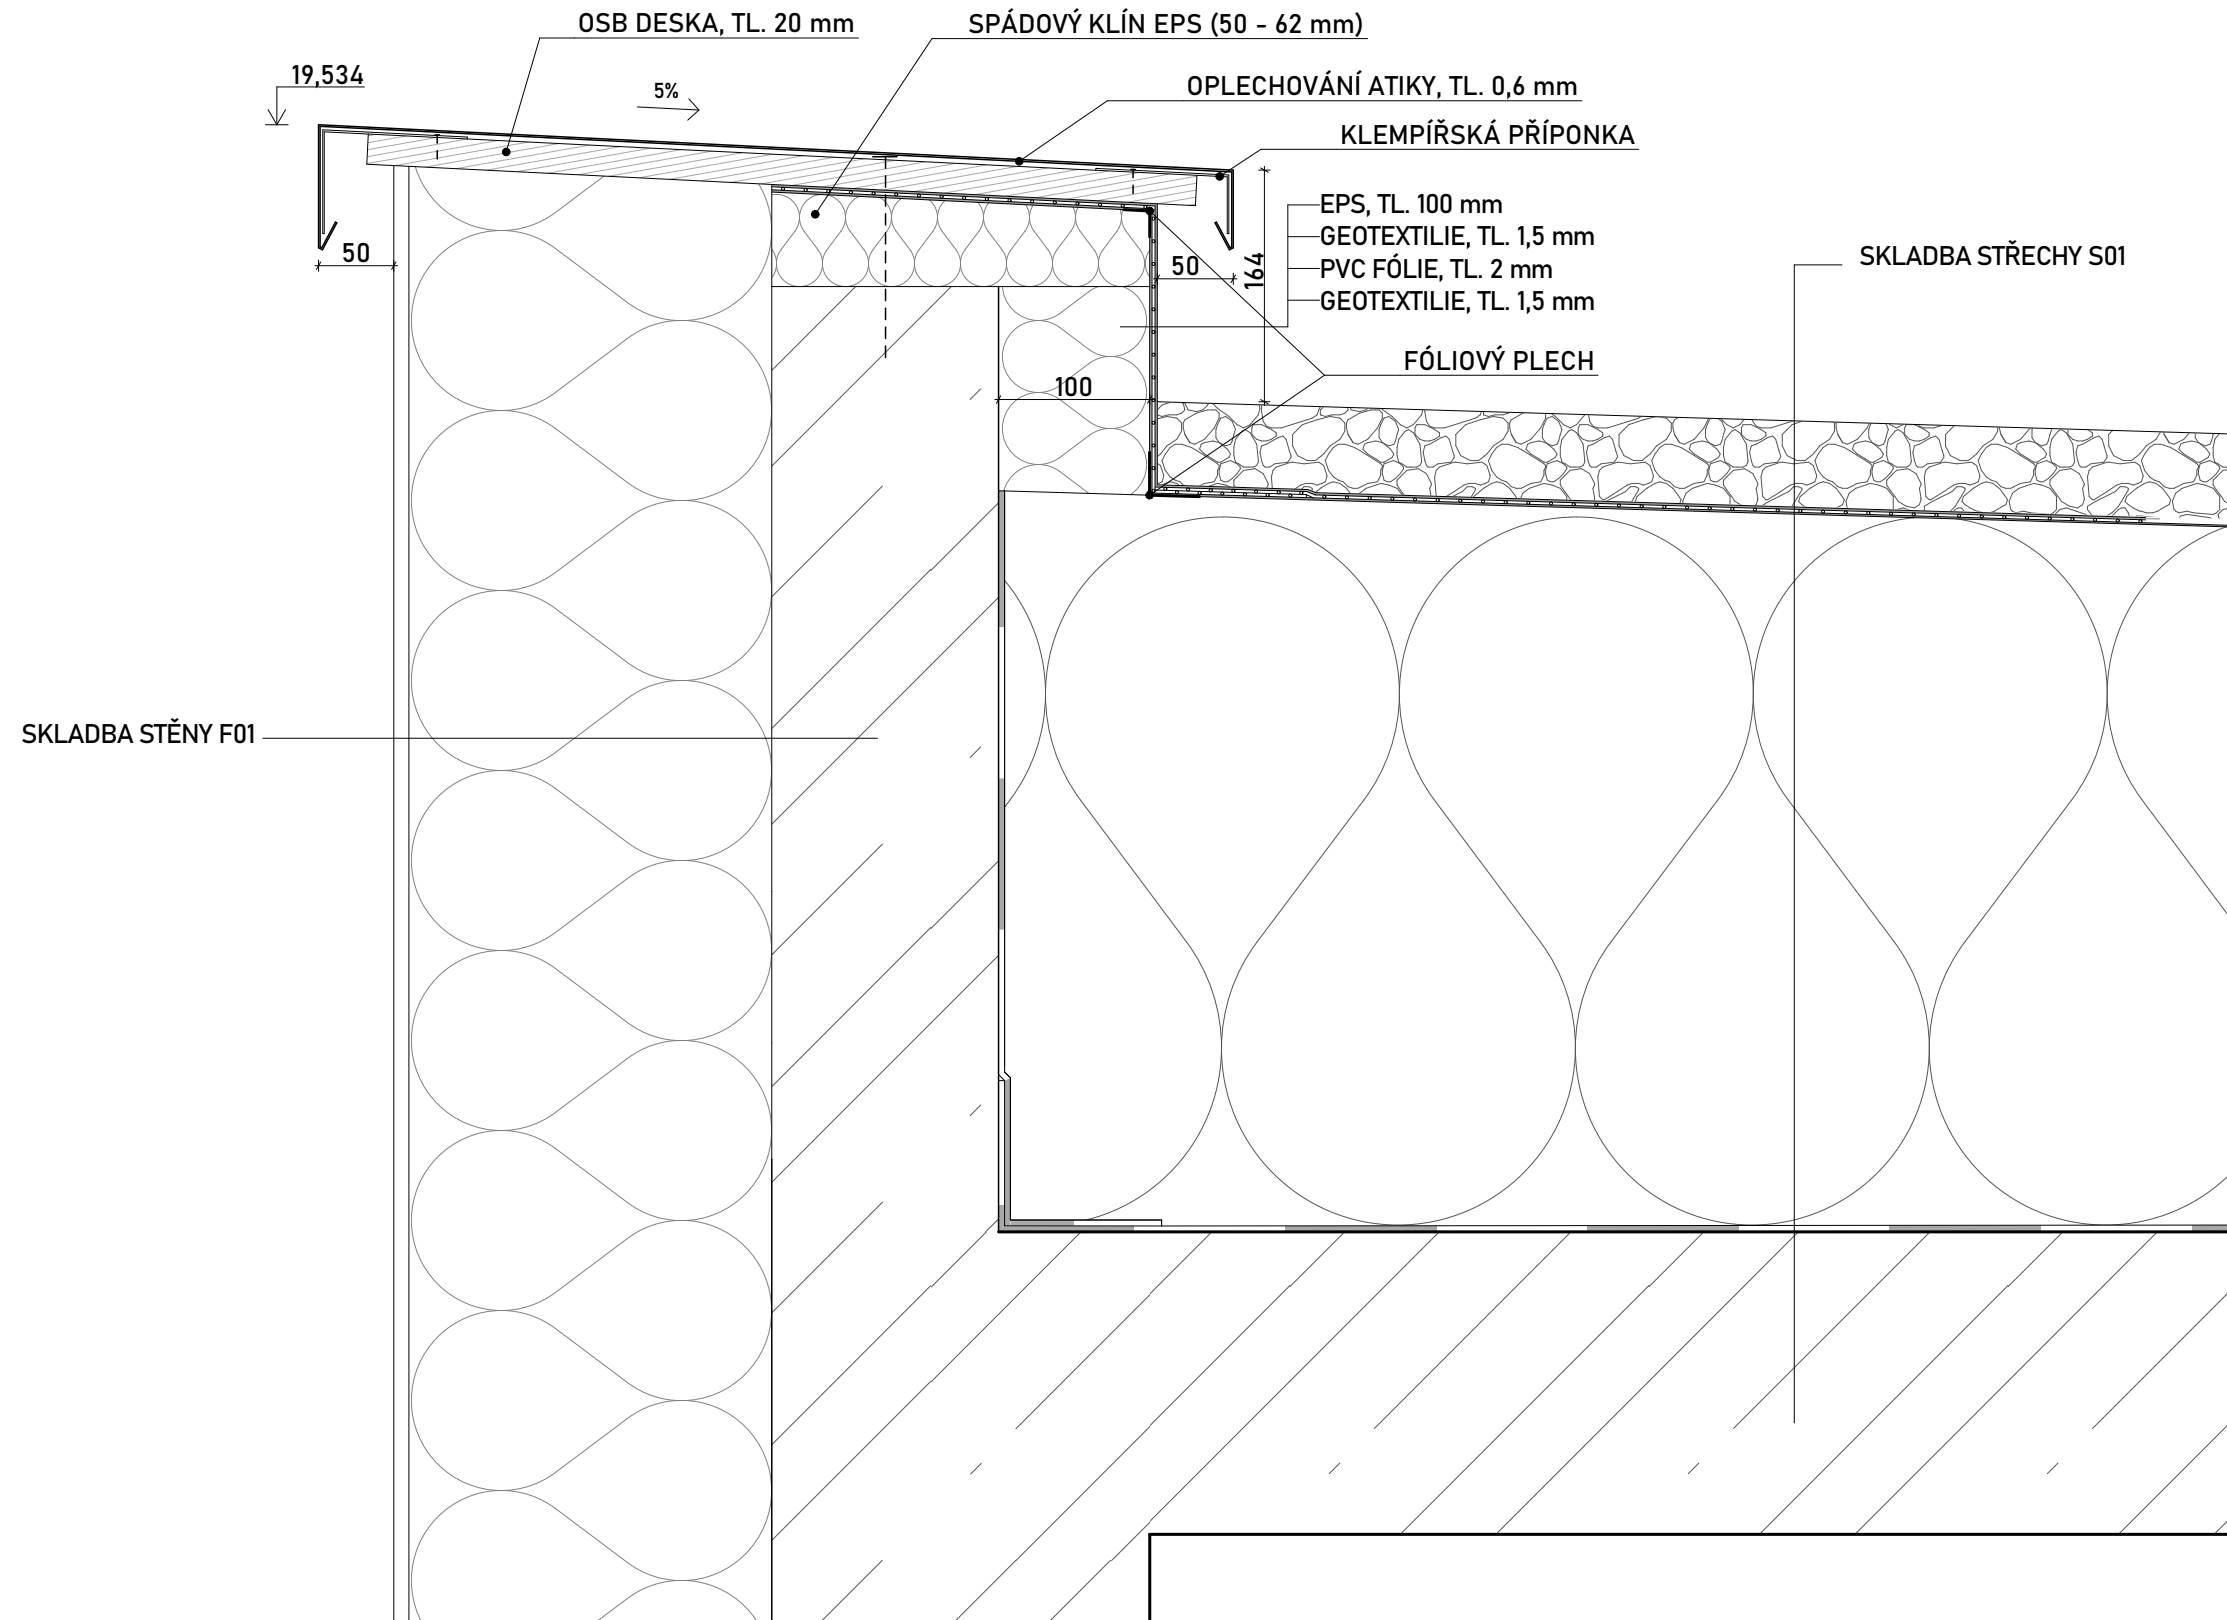 OSB DESKA, TL. 20 mm
SPÁDOVÝ KLÍN EPS (50 - 62 mm)
19,534
5%
OPLECHOVÁNÍ ATIKY, TL. 0,6 mm
KLEMPÍŘSKÁ PŘÍPONKA
EPS, TL. 100 mm
GEOTEXTILIE, TL. 1,5 mm
PVC FÓLIE, TL. 2 mm
GEOTEXTILIE, TL. 1,5 mm
SKLADBA STŘECHY S01
50
50
164
FÓLIOVÝ PLECH
100
SKLADBA STĚNY F01